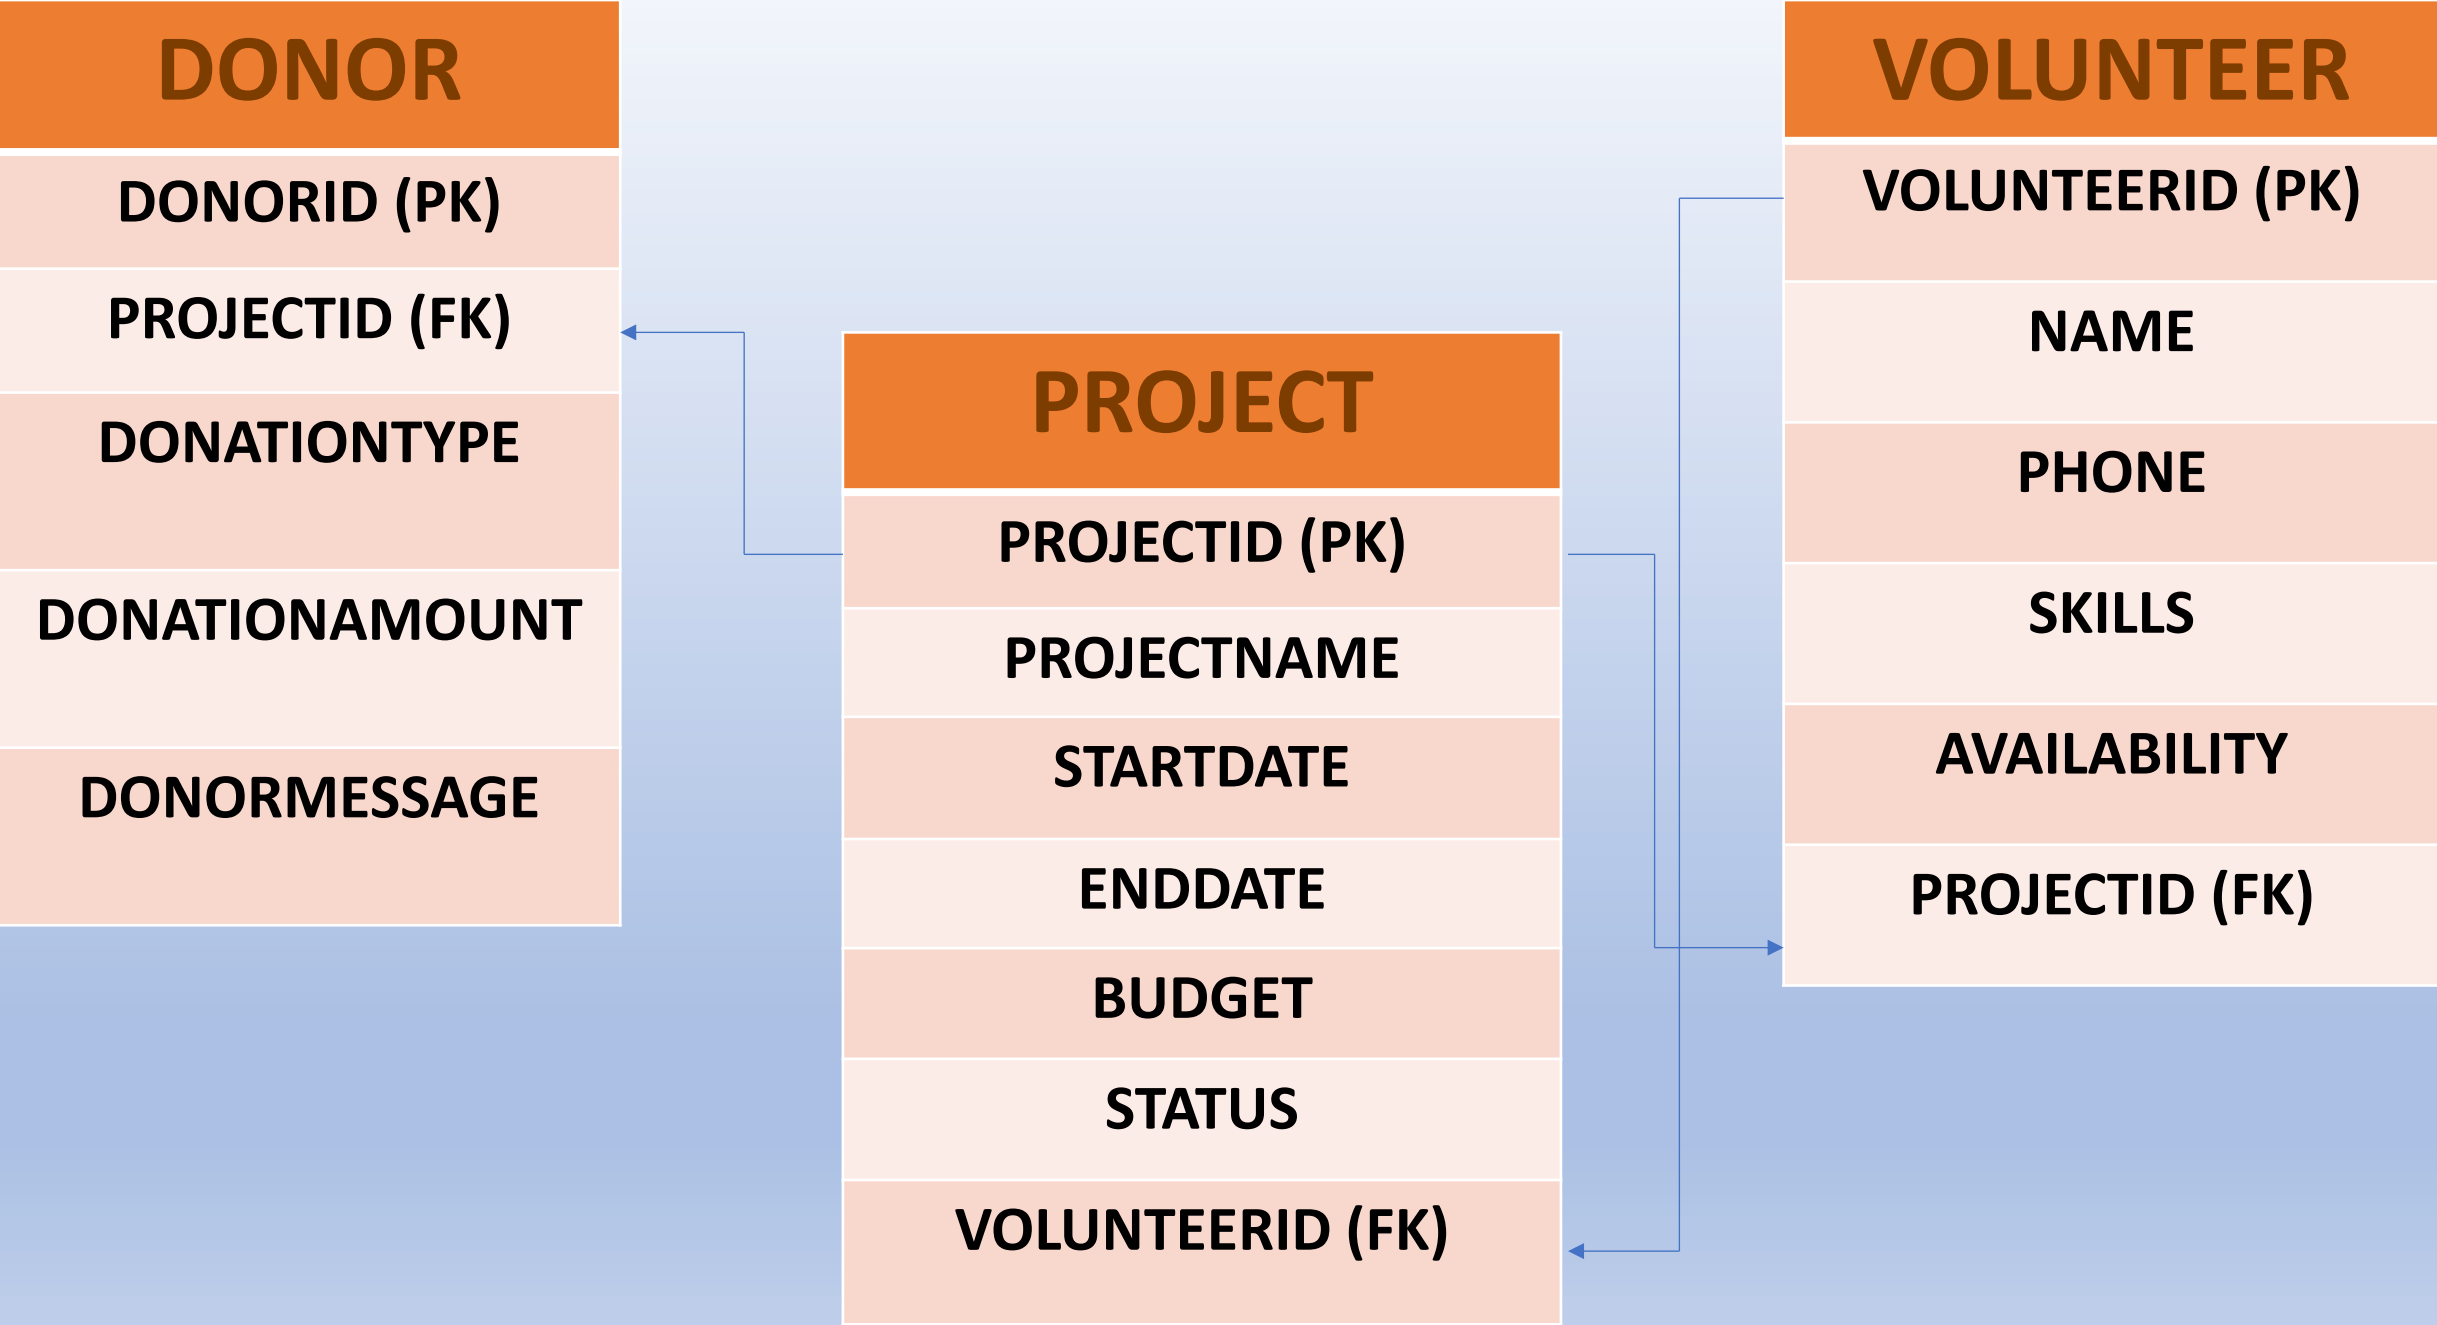 DONOR
DONORID (PK)
PROJECTID (FK)
DONATIONTYPE
DONATIONAMOUNT
DONORMESSAGE
PROJECT
PROJECTID (PK)
PROJECTNAME
STARTDATE
ENDDATE
BUDGET
STATUS
VOLUNTEERID (FK)
VOLUNTEER
VOLUNTEERID (PK)
NAME
PHONE
SKILLS
AVAILABILITY
PROJECTID (FK)